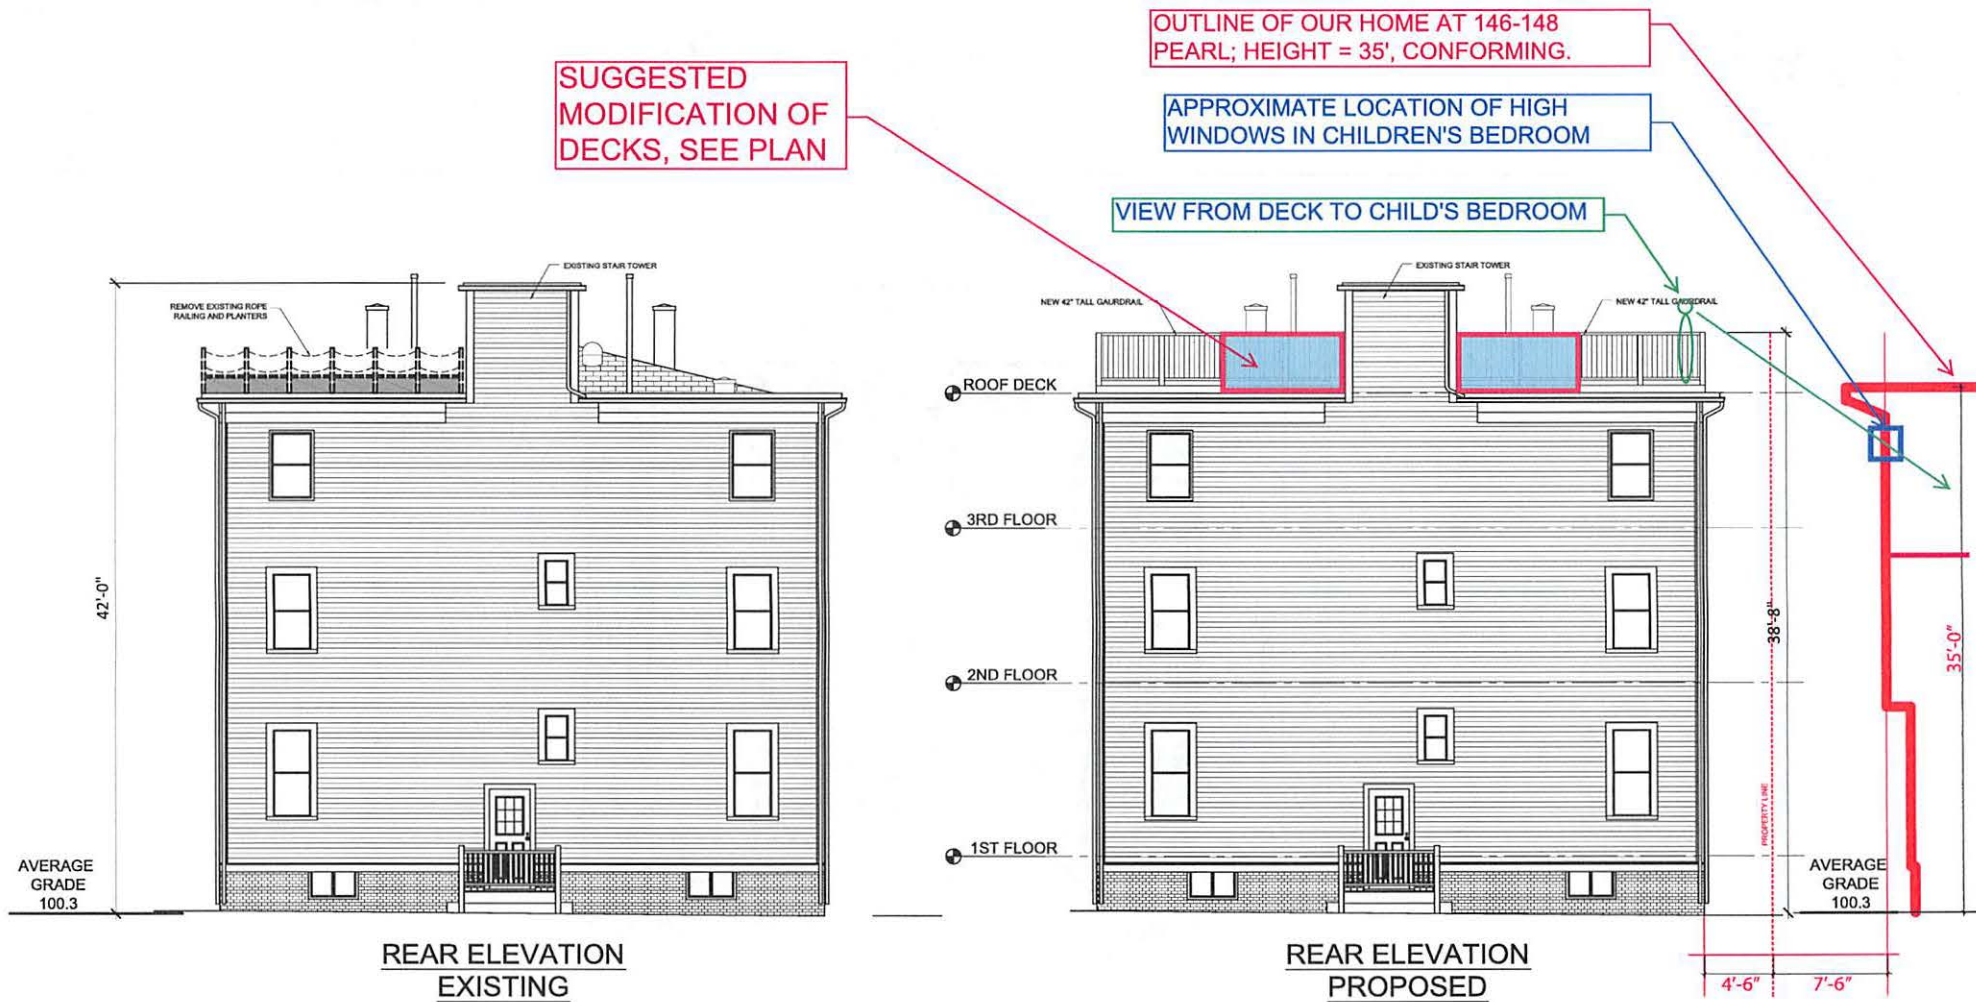 OUTLINE OF OUR HOME AT 146-148
PEARL; HEIGHT = 35', CONFORMING.
SUGGESTED
MODIFICATION OF
DECKS, SEE PLAN
APPROXIMATE LOCATION OF HIGH
WINDOWS IN CHILDREN'S BEDROOM
VIEW FROM DECK TO CHILD'S BEDROOM
EXISTING STAIR TOWER
REMOVE EXISTING ROPE
RAILING AND PLANTERS
EXISTING STAIR TOWER
NEW 42" TALL GAURDRAIL
NEW 42" TALL GAURDRAIL
ROOF DECK
3RD FLOOR
2ND FLOOR
1ST FLOOR
42'-0"
38'-8"
35'-0"
PROPERTY LINE
AVERAGE
GRADE
100.3
AVERAGE
GRADE
100.3
4'-6"
7'-6"
REAR ELEVATION
EXISTING
REAR ELEVATION
PROPOSED